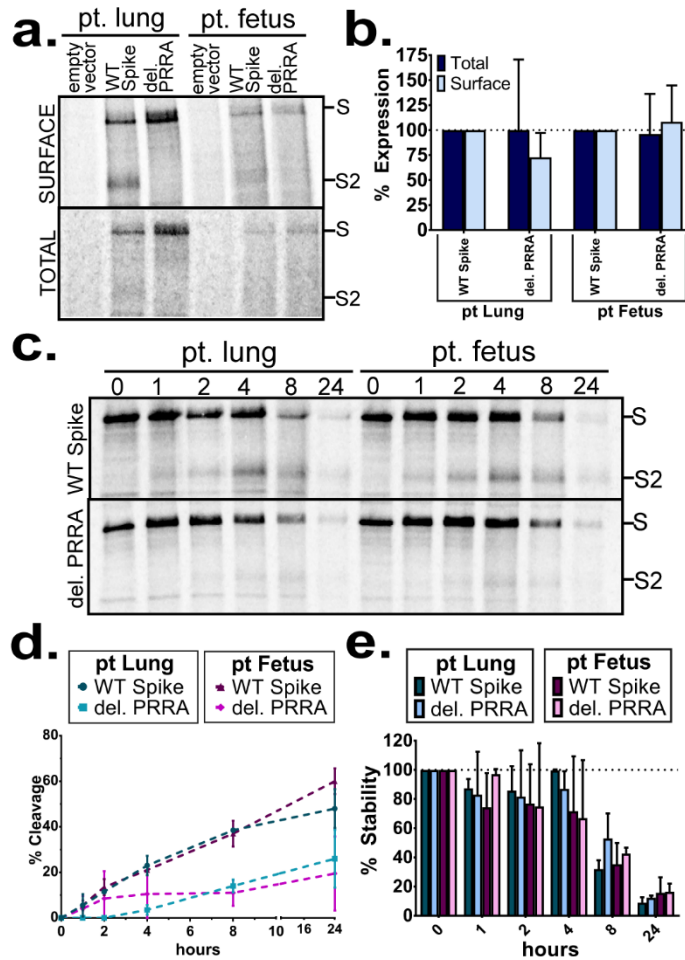 a.
pt. lung pt. fetus
empty vector WT Spike del. PRRA empty vector WT Spike del. PRRA
SURFACE
S
S2
TOTAL
S
S2
b.
Total
Surface
% Expression
175
150
125
100
75
50
25
0
WT Spike del. PRRA WT Spike del. PRRA
pt Lung pt Fetus
c.
pt. lung pt. fetus
0 1 2 4 8 24 0 1 2 4 8 24
WT Spike
S
S2
del. PRRA
S
S2
d.
pt Lung pt Fetus
WT Spike WT Spike
del. PRRA del. PRRA
% Cleavage
80
60
40
20
0
0 2 4 6 8 10 16 24
hours
e.
pt Lung pt Fetus
WT Spike WT Spike
del. PRRA del. PRRA
% Stability
120
100
80
60
40
20
0
0 1 2 4 8 24
hours